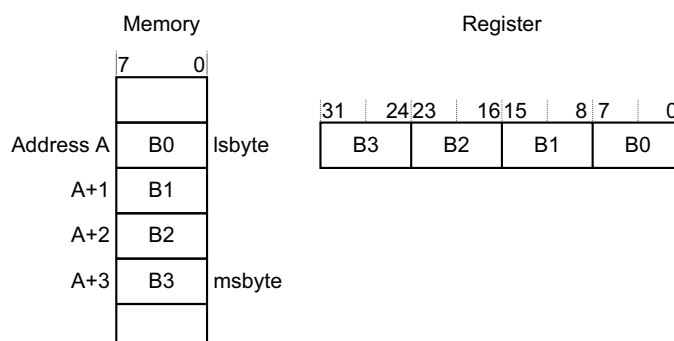 Memory Register
7 0
31 24 23 16 15 8 7 0
Address A B0 lsbyte B3 B2 B1 B0
A+1 B1
A+2 B2
A+3 B3 msbyte